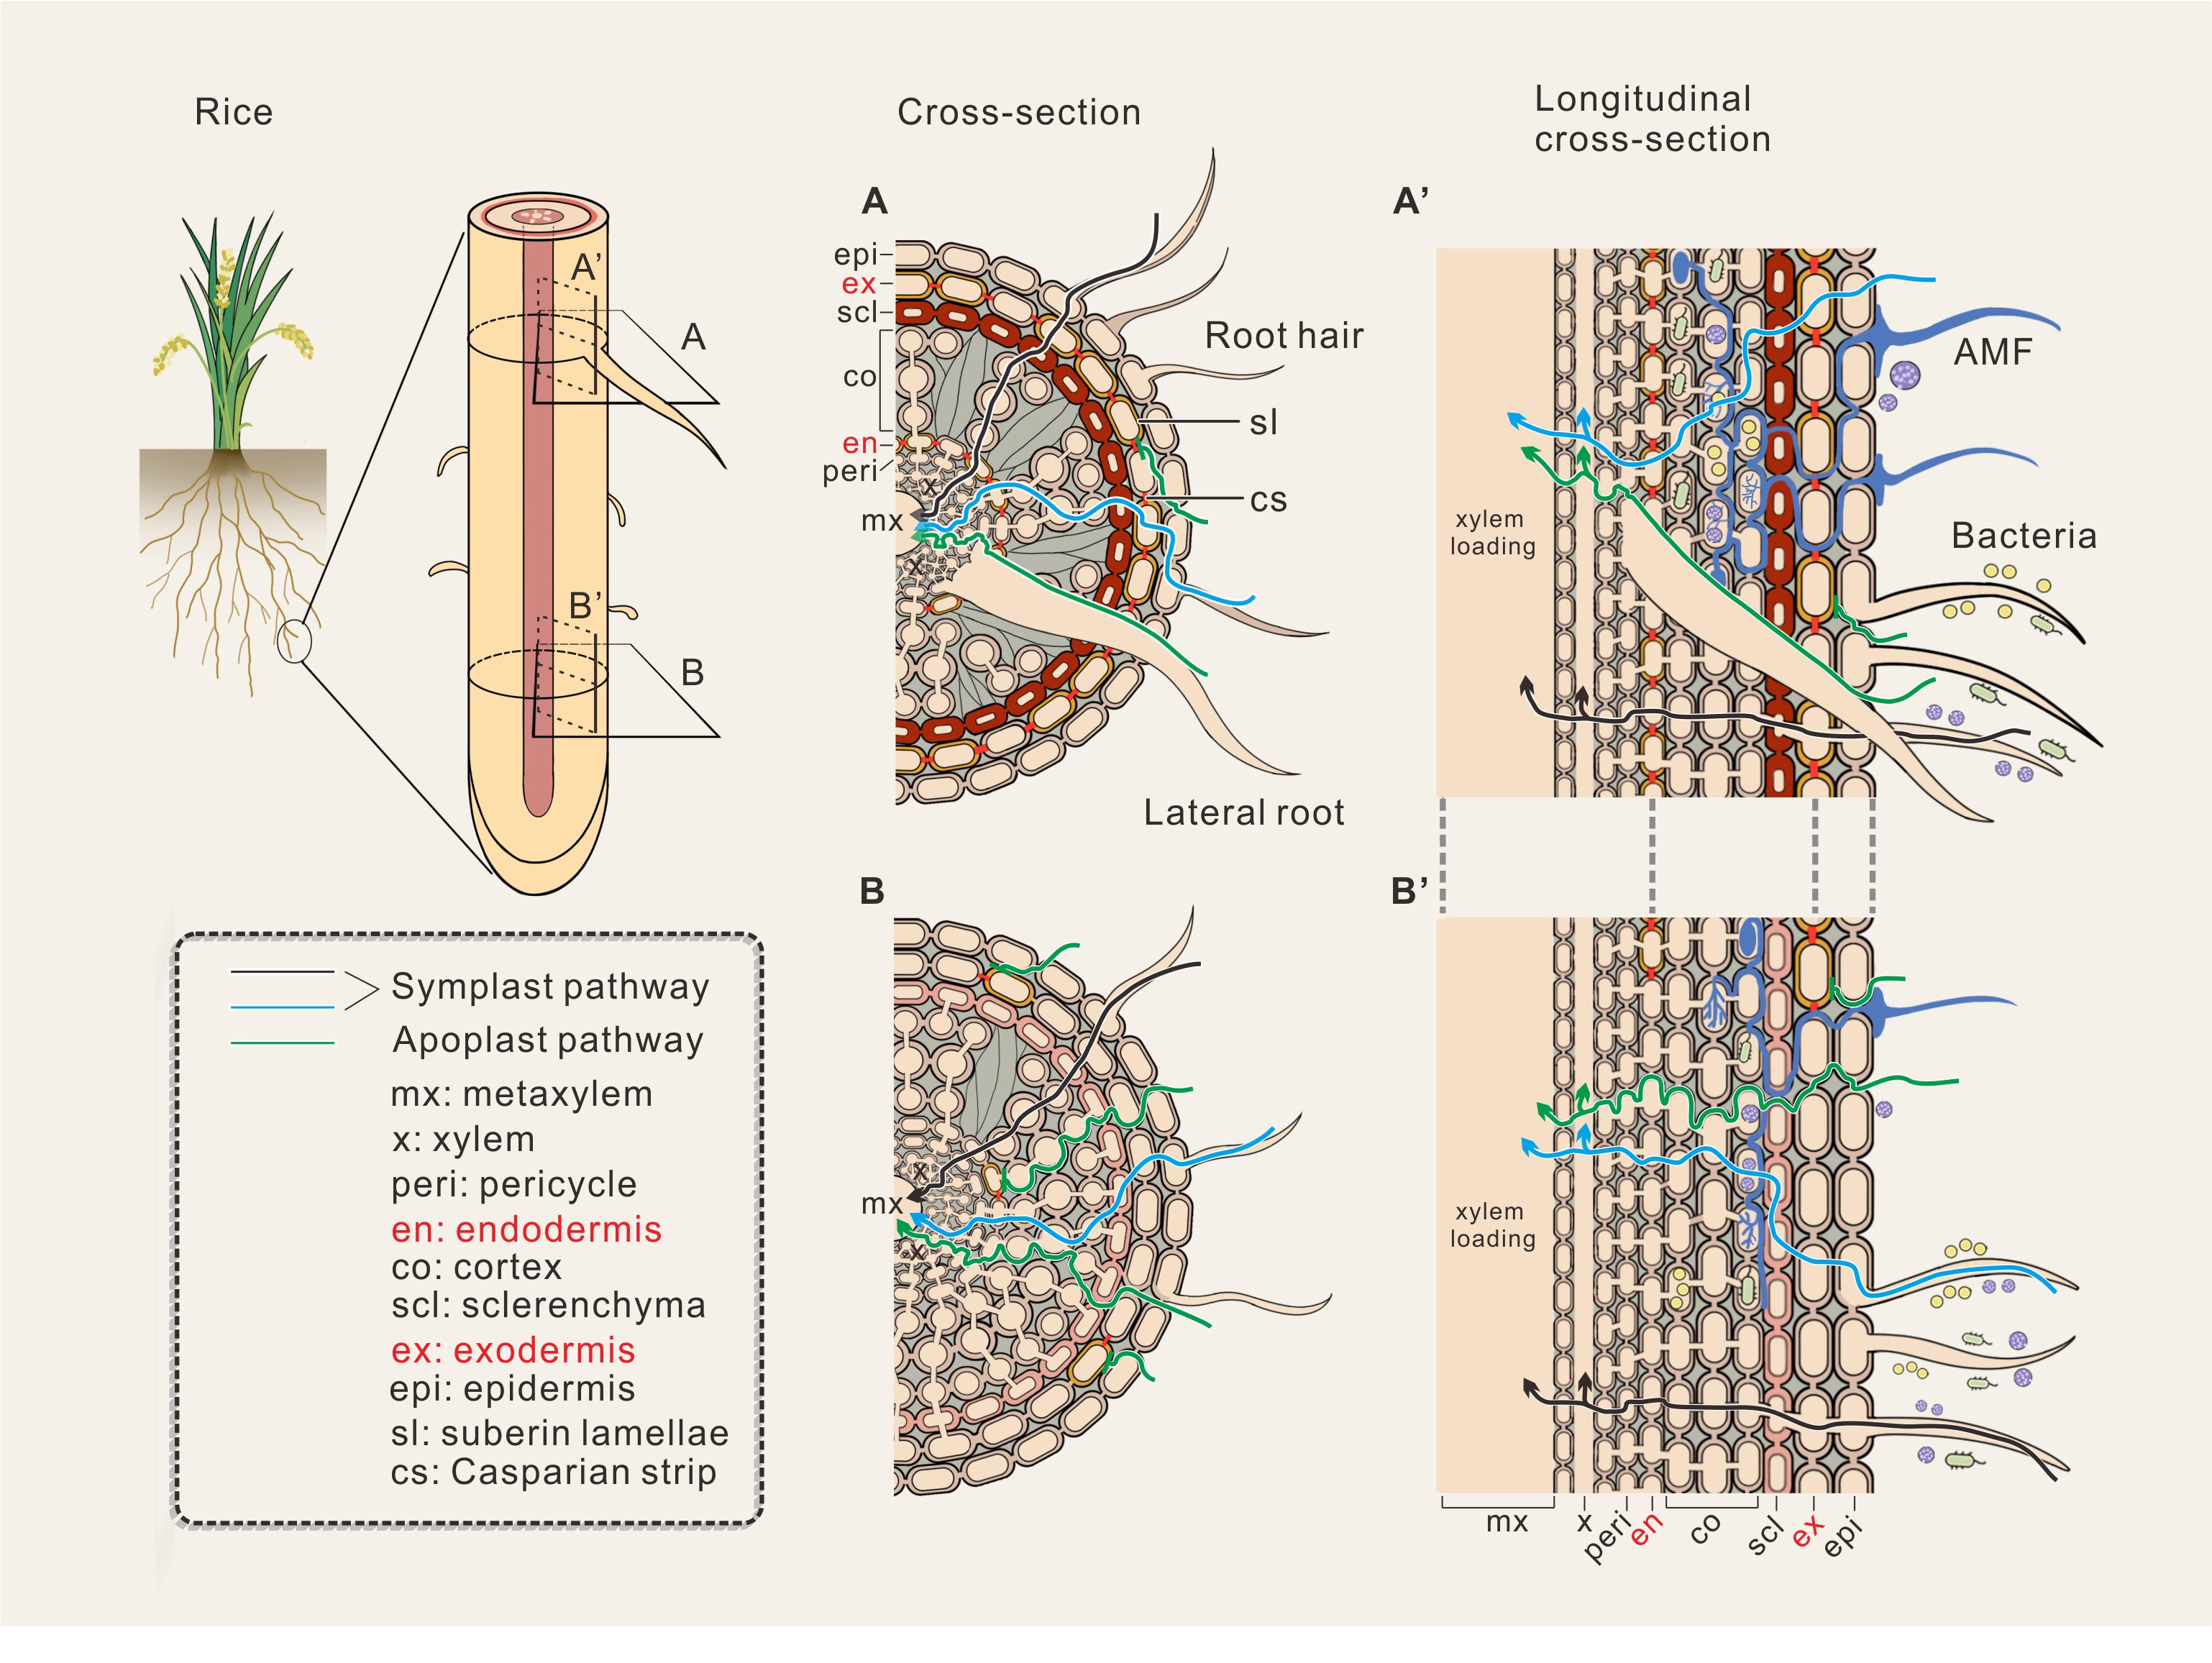 Rice
A'
A
B'
B
Cross-section
A
epi
ex
scl
co
en
peri
mx
x
x
Root hair
sl
cs
Lateral root
Longitudinal
cross-section
A'
xylem
loading
AMF
Bacteria
B
mx
x
x
B'
xylem
loading
mx
x
peri
en
co
scl
ex
epi
Symplast pathway
Apoplast pathway
mx: metaxylem
x: xylem
peri: pericycle
en: endodermis
co: cortex
scl: sclerenchyma
ex: exodermis
epi: epidermis
sl: suberin lamellae
cs: Casparian strip